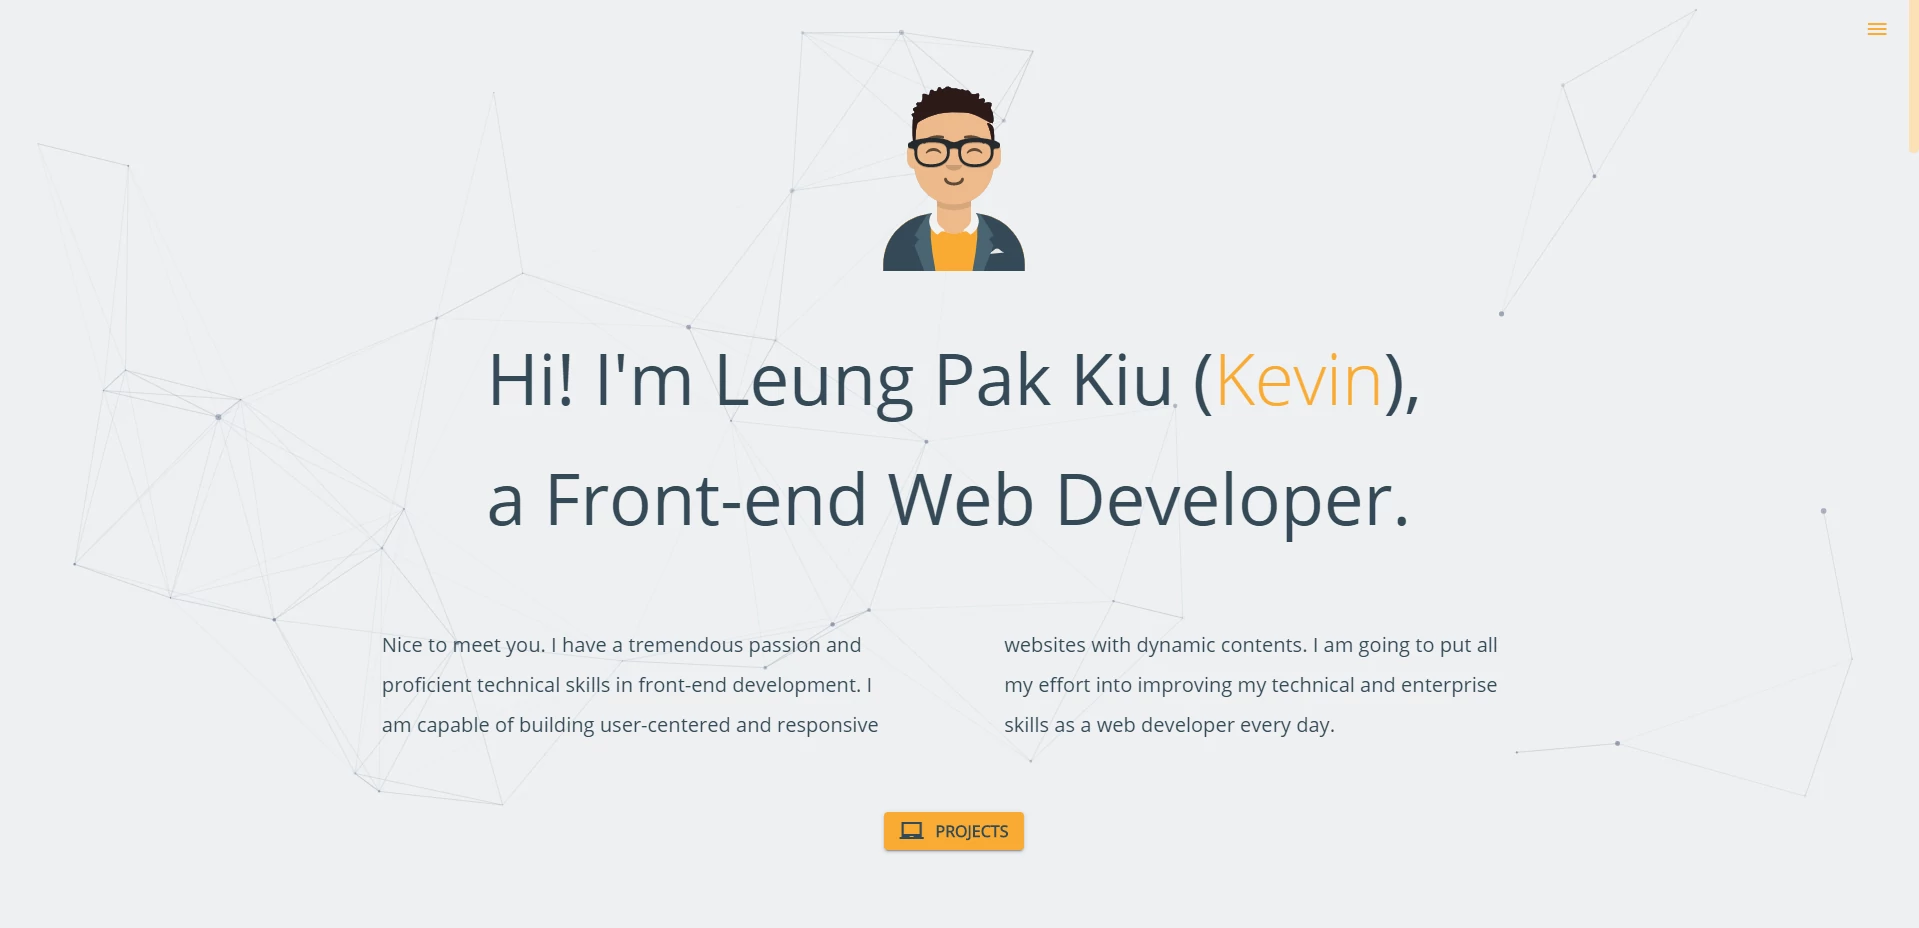 Hi! I'm Leung Pak Kiu (Kevin),
a Front-end Web Developer.
Nice to meet you. I have a tremendous passion and
proficient technical skills in front-end development. I
am capable of building user-centered and responsive
websites with dynamic contents. I am going to put all
my effort into improving my technical and enterprise
skills as a web developer every day.
PROJECTS